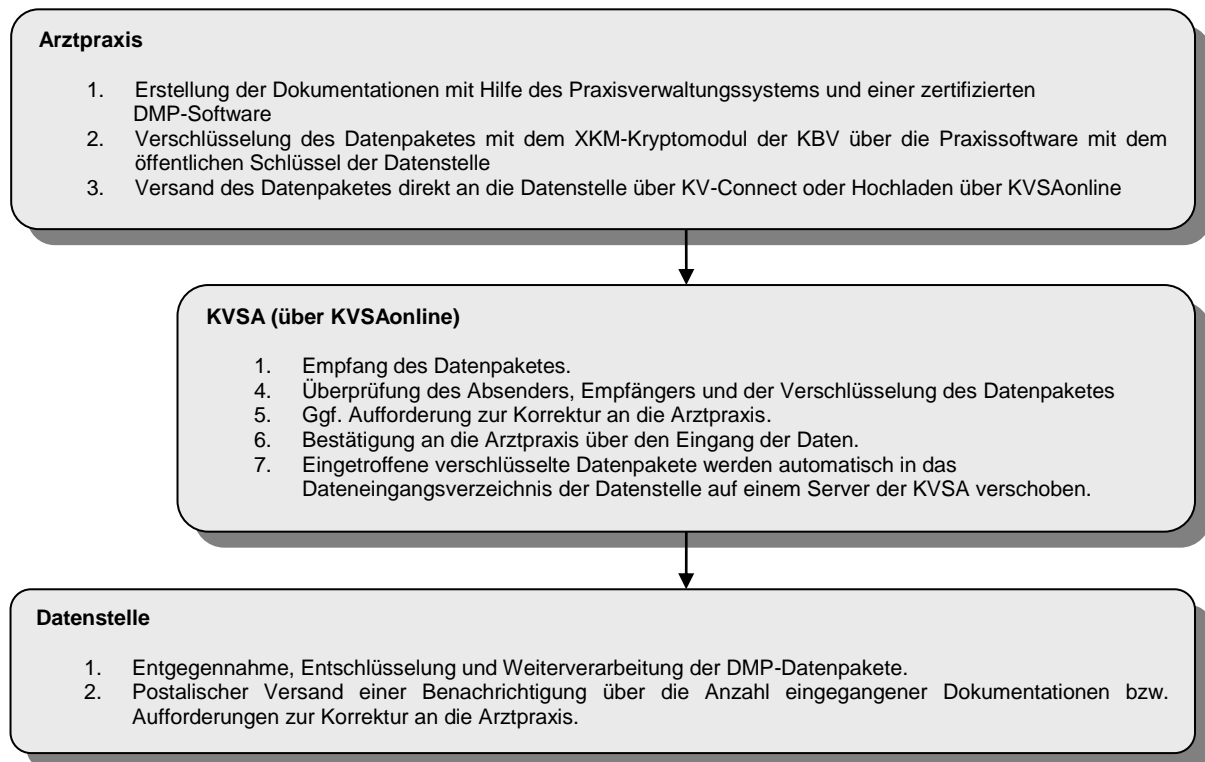 Arztpraxis
1. Erstellung der Dokumentationen mit Hilfe des Praxisverwaltungssystems und einer zertifizierten
DMP-Software
2. Verschlüsselung des Datenpaketes mit dem XKM-Kryptomodul der KBV über die Praxissoftware mit dem
öffentlichen Schlüssel der Datenstelle
3. Versand des Datenpaketes direkt an die Datenstelle über KV-Connect oder Hochladen über KVSAonline
KVSA (über KVSAonline)
1. Empfang des Datenpaketes.
4. Überprüfung des Absenders, Empfängers und der Verschlüsselung des Datenpaketes
5. Ggf. Aufforderung zur Korrektur an die Arztpraxis.
6. Bestätigung an die Arztpraxis über den Eingang der Daten.
7. Eingetroffene verschlüsselte Datenpakete werden automatisch in das
Dateneingangsverzeichnis der Datenstelle auf einem Server der KVSA verschoben.
Datenstelle
1. Entgegennahme, Entschlüsselung und Weiterverarbeitung der DMP-Datenpakete.
2. Postalischer Versand einer Benachrichtigung über die Anzahl eingegangener Dokumentationen bzw.
Aufforderungen zur Korrektur an die Arztpraxis.